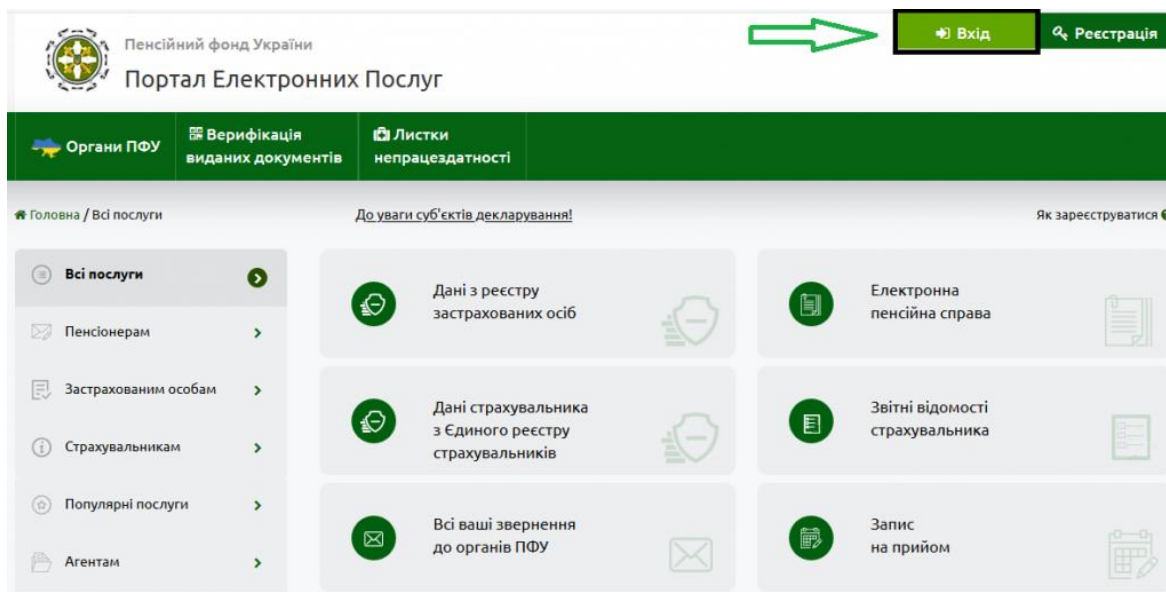 Пенсійний фонд України
Портал Електронних Послуг
Вхід
Реєстрація
Органи ПФУ
Верифікація
виданих документів
Листки
непрацездатності
Головна / Всі послуги
До уваги суб'єктів декларування!
Як зареєструватися
Всі послуги
Пенсіонерам
Застрахованим особам
Страхувальникам
Популярні послуги
Агентам
Дані з реєстру
застрахованих осіб
Електронна
пенсійна справа
Дані страхувальника
з Єдиного реєстру
страхувальників
Звітні відомості
страхувальника
Всі ваші звернення
до органів ПФУ
Запис
на прийом